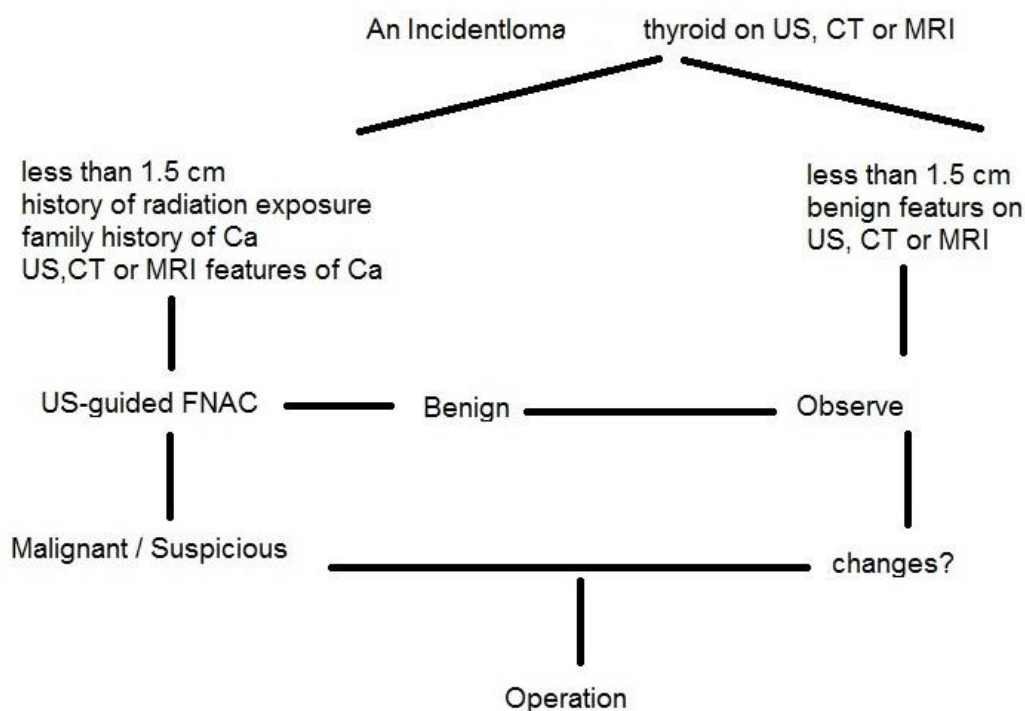 An Incidentloma thyroid on US, CT or MRI
less than 1.5 cm
history of radiation exposure
family history of Ca
US,CT or MRI features of Ca
less than 1.5 cm
benign featurs on
US, CT or MRI
US-guided FNAC
Benign
Observe
Malignant / Suspicious
changes?
Operation